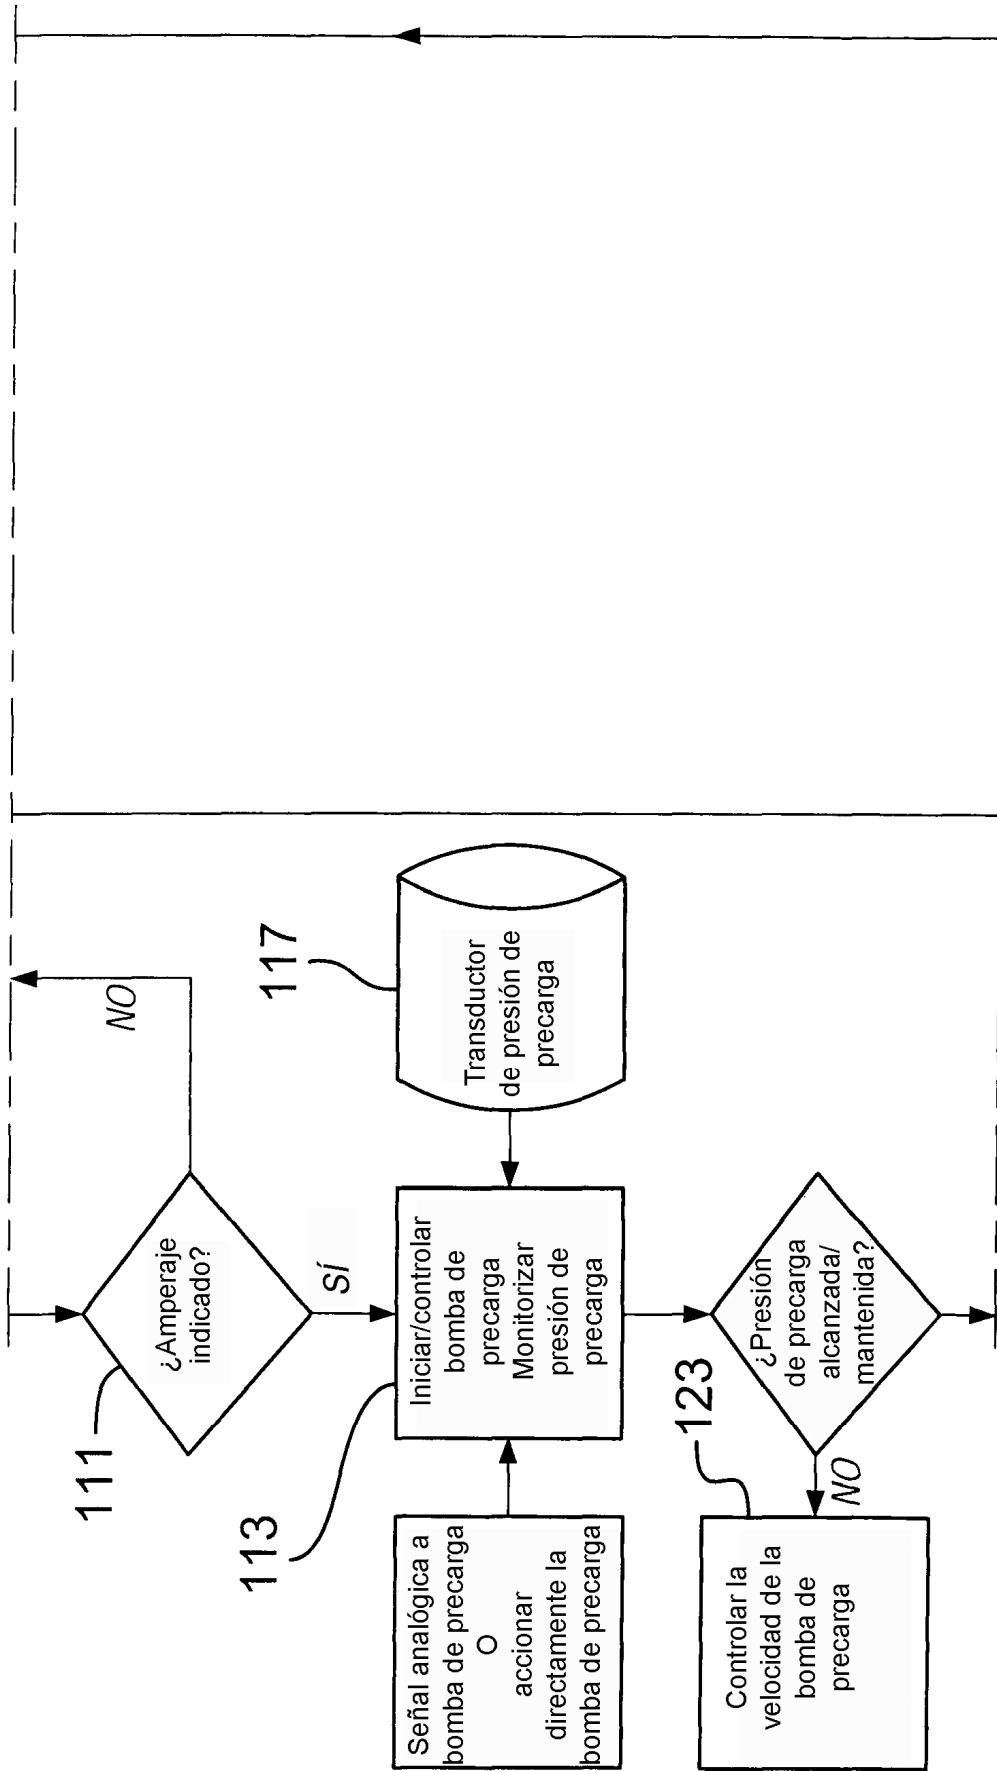 111
¿Amperaje
indicado?
NO
SÍ
113
Iniciar/controlar
bomba de
precarga
Monitorizar
presión de
precarga
117
Transductor
de presión de
precarga
Señal analógica a
bomba de precarga
O
accionar
directamente la
bomba de precarga
¿Presión
de precarga
alcanzada/
mantenida?
NO
123
Controlar la
velocidad de la
bomba de
precarga